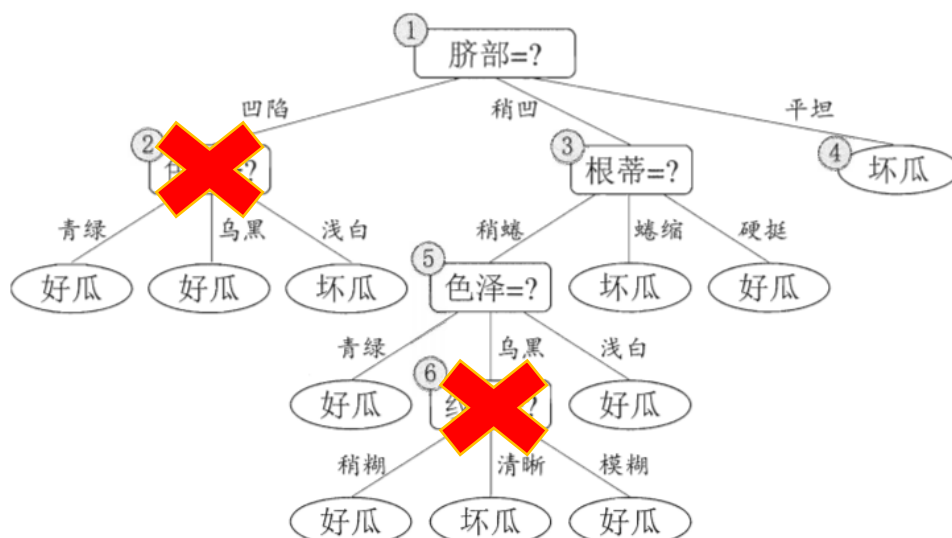 ①
脐部=?
凹陷 稍凹 平坦
② ③ ④
=? 根蒂=? 坏瓜
青绿 乌黑 浅白 稍蜷 蜷缩 硬挺
⑤
好瓜 好瓜 坏瓜 色泽=? 坏瓜 好瓜
青绿 乌黑 浅白
⑥
好瓜 ? 好瓜
稍糊 清晰 模糊
好瓜 坏瓜 好瓜